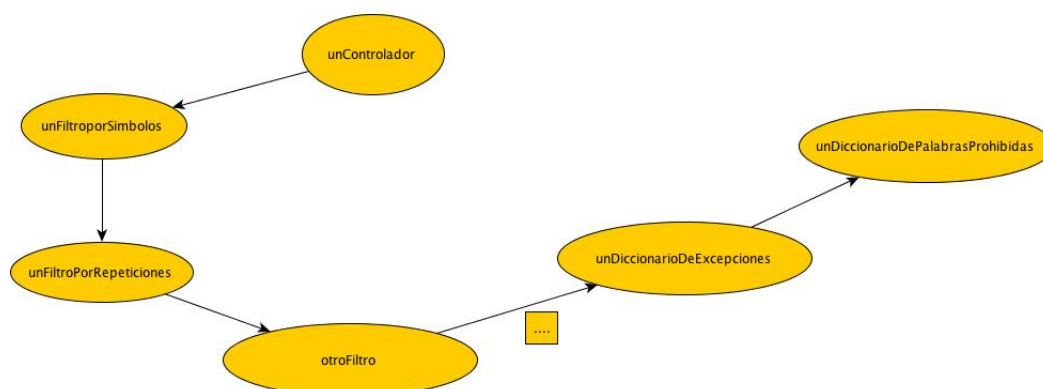 unControlador
unFiltroporSimbolos
unFiltroPorRepeticiones
otroFiltro
....
unDiccionarioDeExcepciones
unDiccionarioDePalabrasProhibidas